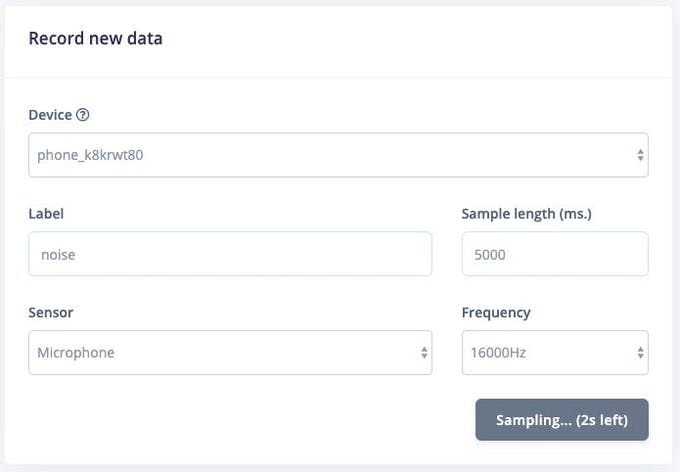 Record new data
Device ?
phone_k8krwt80
Label
Sample length (ms.)
noise
5000
Sensor
Frequency
Microphone
16000Hz
Sampling... (2s left)